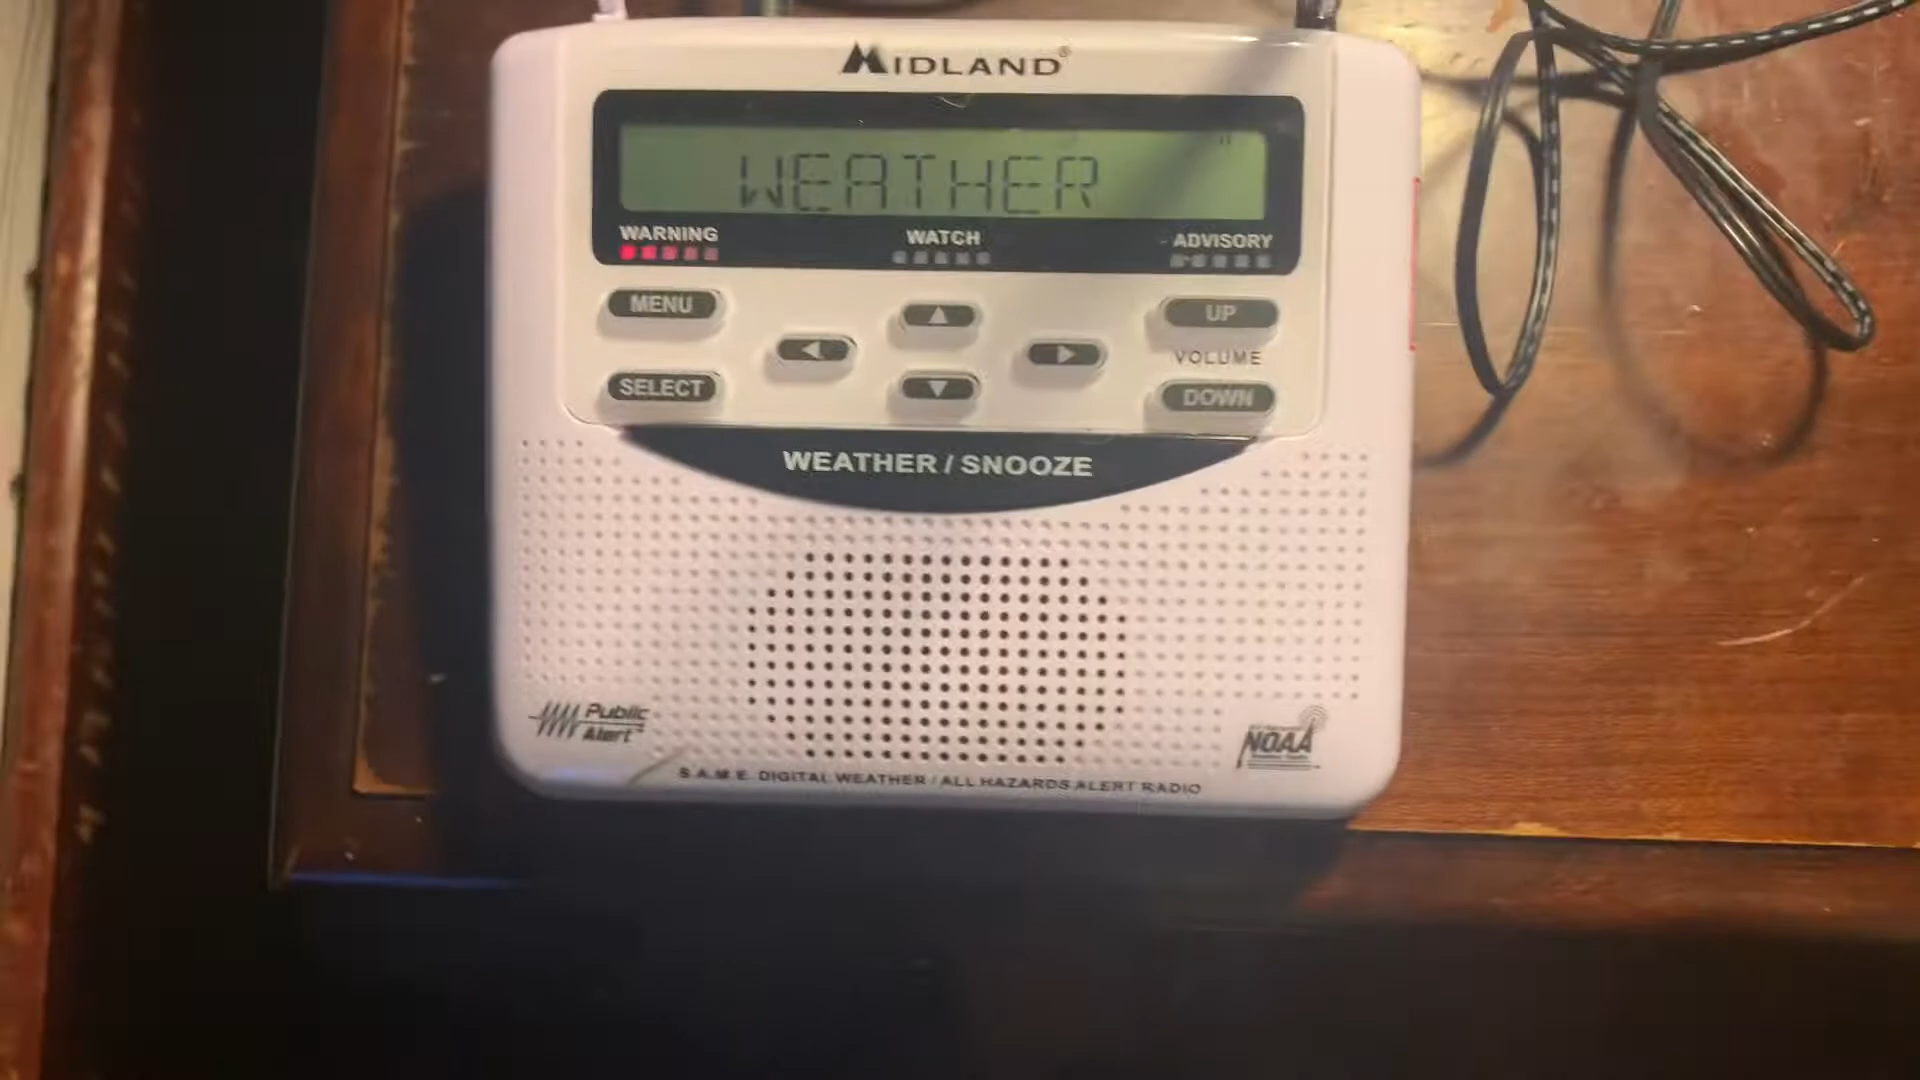 MIDLAND
WEATHER
WARNING
WATCH
ADVISORY
MENU
UP
VOLUME
SELECT
DOWN
WEATHER / SNOOZE
Public
Alert
NOAA
S.A.M.E. DIGITAL WEATHER / ALL HAZARDS ALERT RADIO